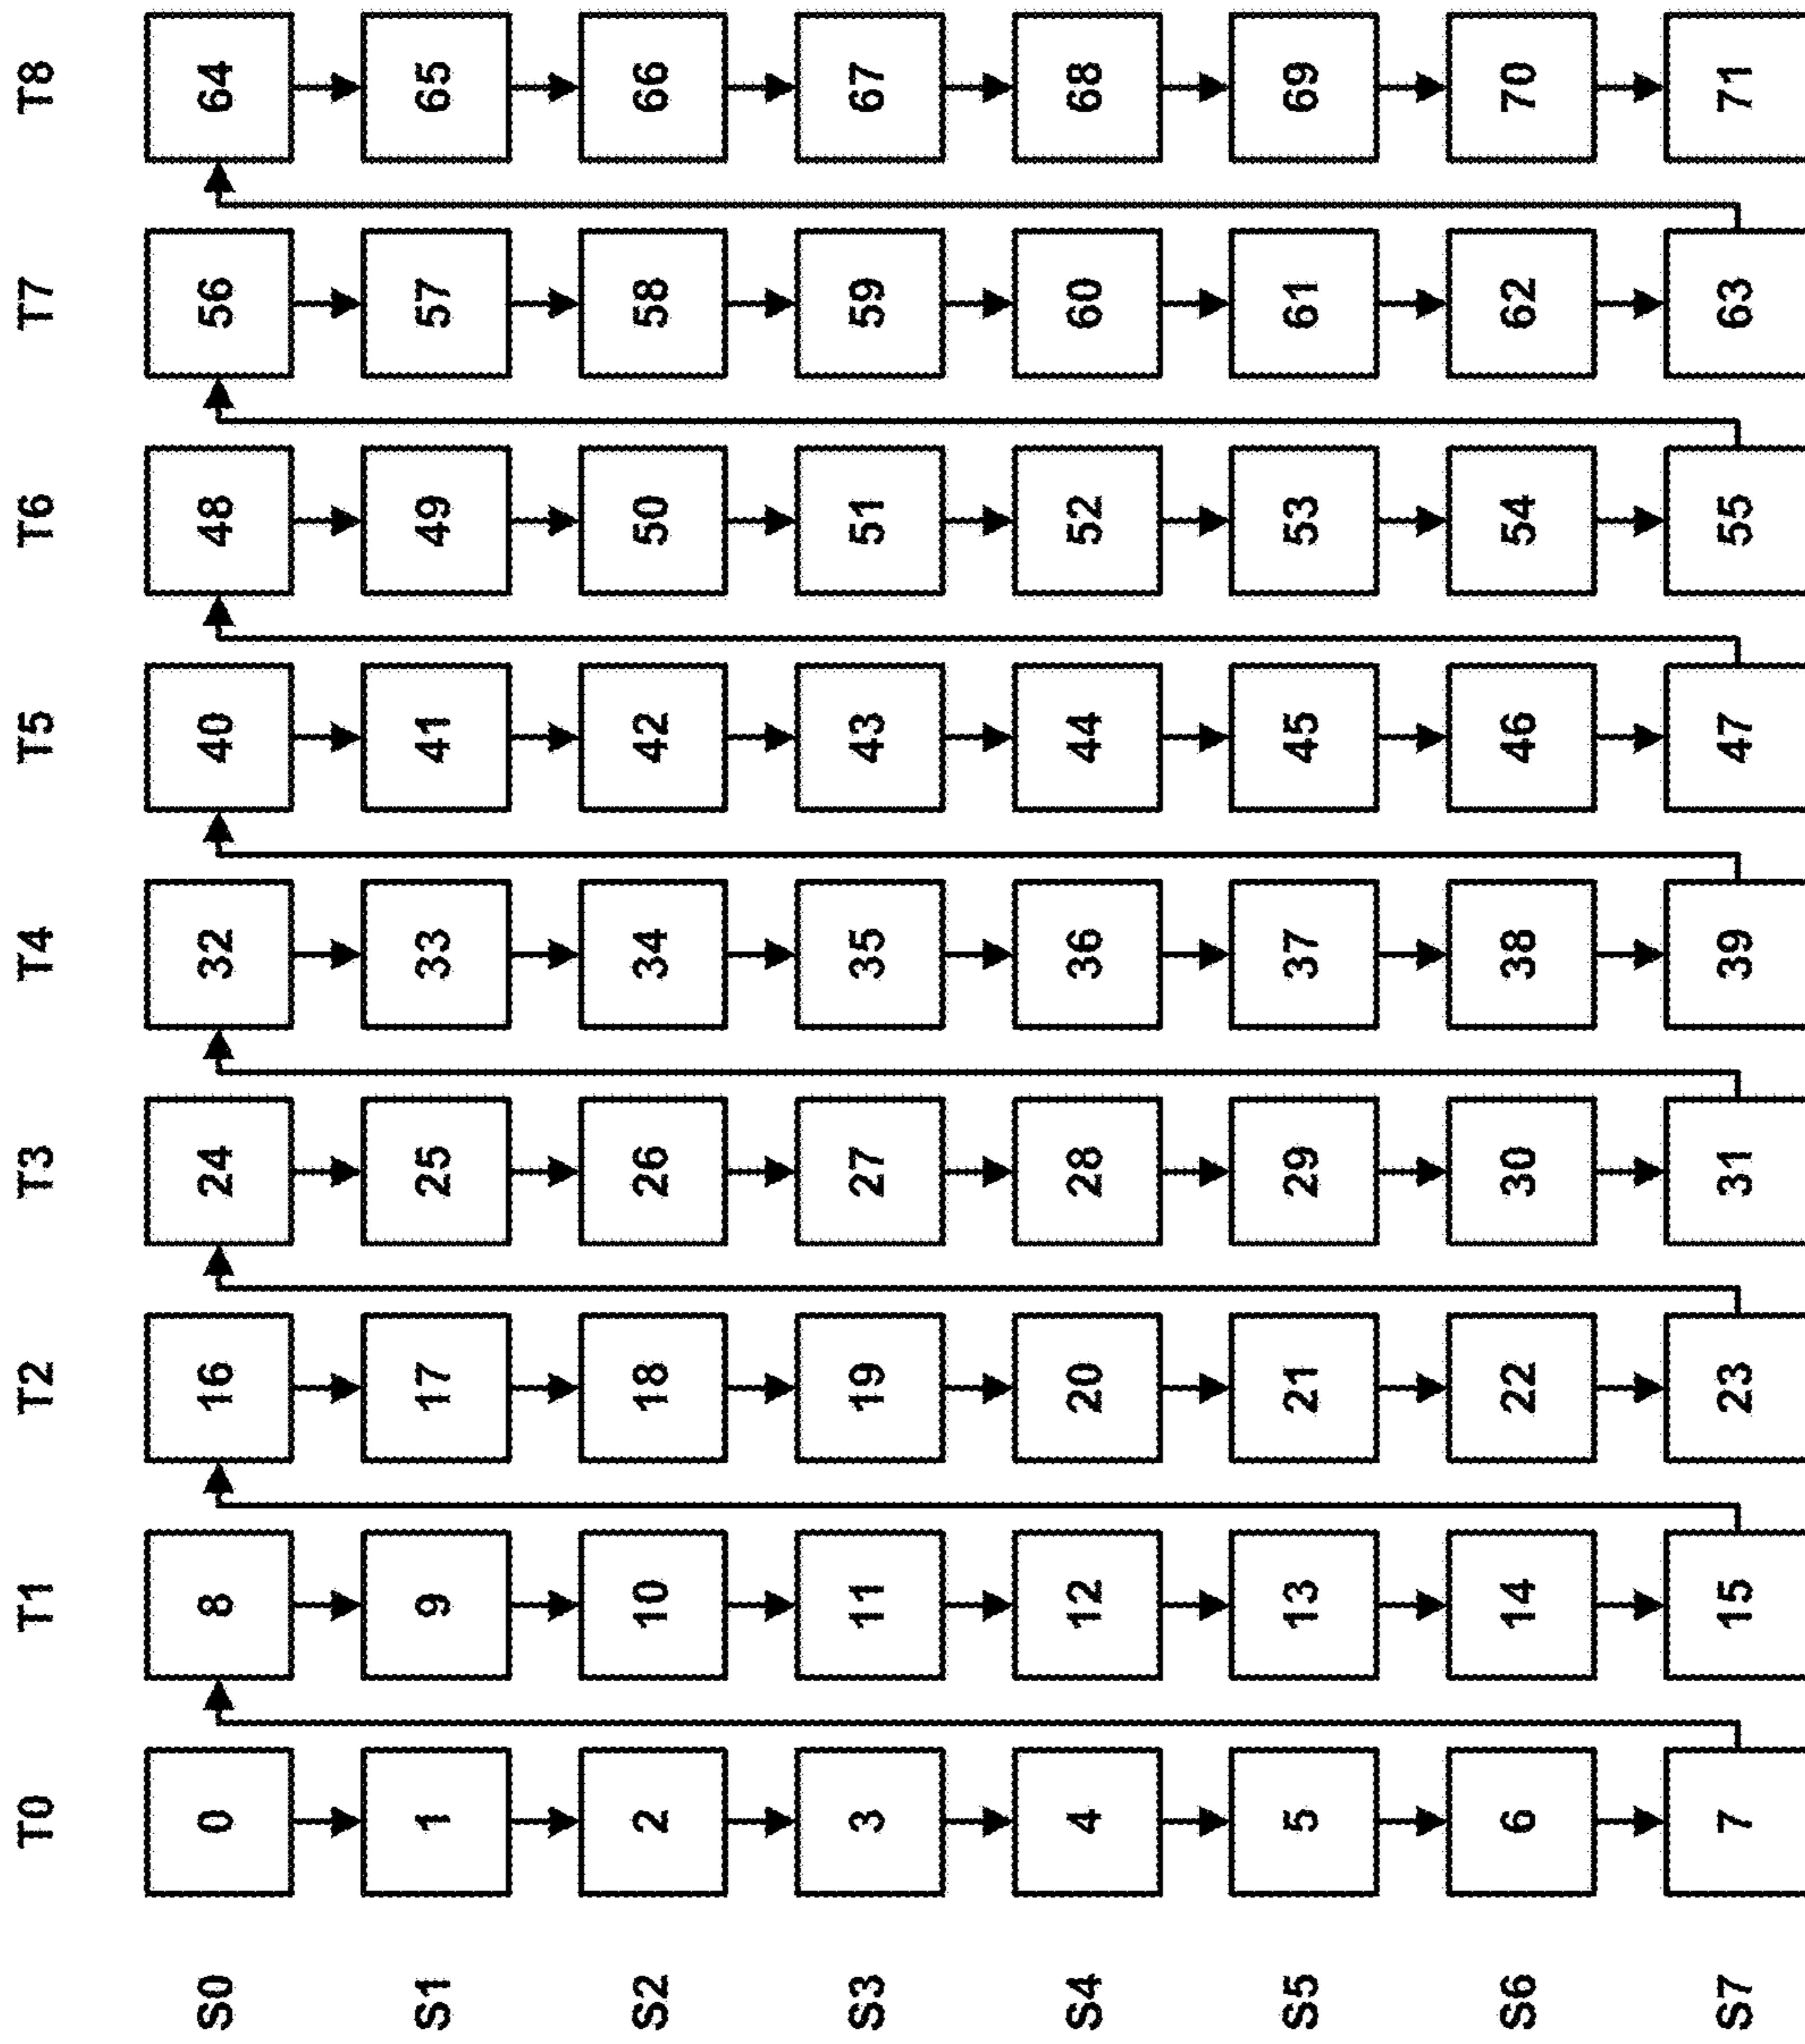 T0 T1 T2 T3 T4 T5 T6 T7 T8
S0 0 8 16 24 32 40 48 56 64
S1 1 9 17 25 33 41 49 57 65
S2 2 10 18 26 34 42 50 58 66
S3 3 11 19 27 35 43 51 59 67
S4 4 12 20 28 36 44 52 60 68
S5 5 13 21 29 37 45 53 61 69
S6 6 14 22 30 38 46 54 62 70
S7 7 15 23 31 39 47 55 63 71